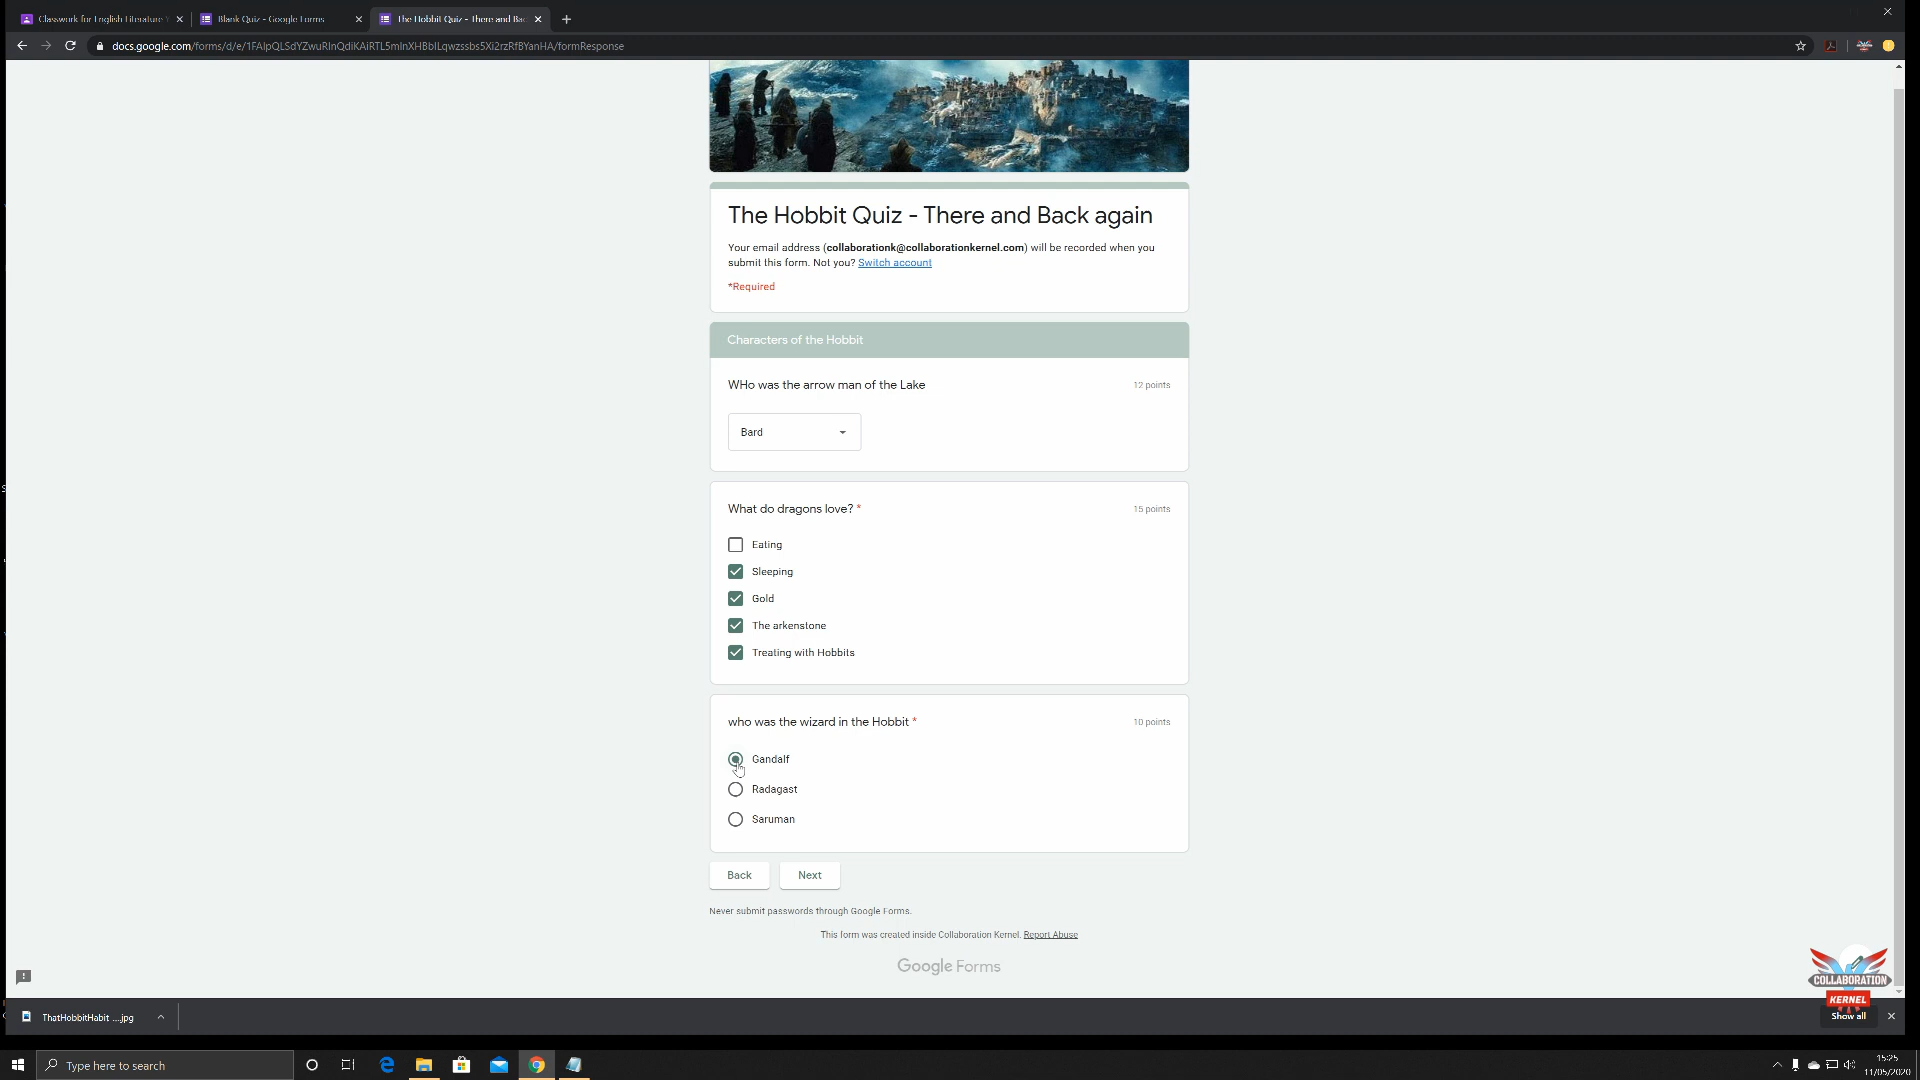 Classwork for English Literature
Blank Quiz - Google Forms
The Hobbit Quiz - There and Bac
docs.google.com/forms/d/e/1FAIpQLSdYZwuRlnQdiKAiRTL5mlnXHBblLqwzssbs5Xi2rzRfBYanHA/formResponse
The Hobbit Quiz - There and Back again
Your email address (collaborationk@collaborationkernel.com) will be recorded when you
submit this form. Not you? Switch account
*Required
Characters of the Hobbit
WHo was the arrow man of the Lake
12 points
Bard
What do dragons love? *
15 points
Eating
Sleeping
Gold
The arkenstone
Treating with Hobbits
who was the wizard in the Hobbit *
10 points
Gandalf
Radagast
Saruman
Back
Next
Never submit passwords through Google Forms.
This form was created inside Collaboration Kernel. Report Abuse
Google Forms
COLLABORATION
KERNEL
ThatHobbitHabit ....jpg
Show all
Type here to search
15:25
11/05/2020